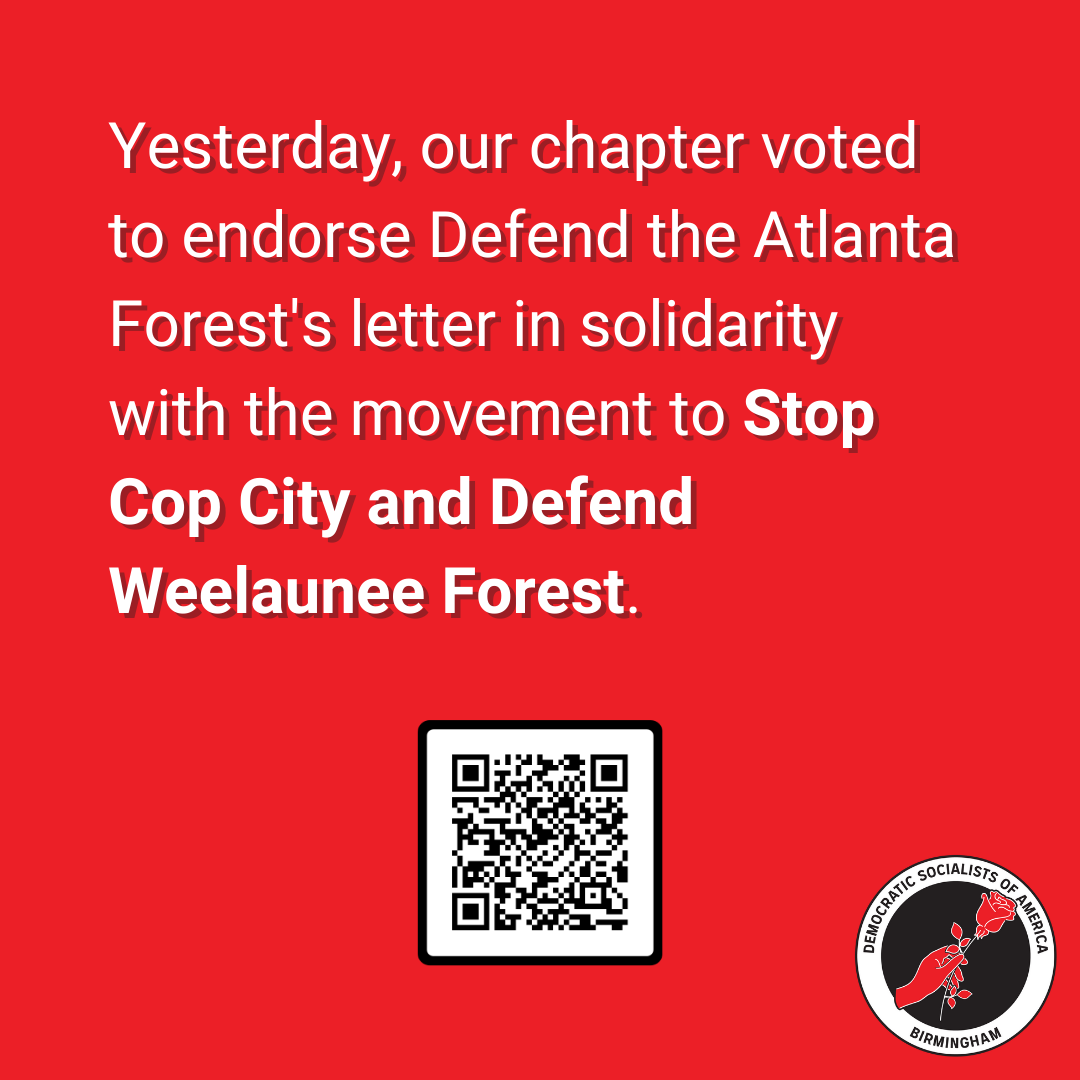 Yesterday, our chapter voted
to endorse Defend the Atlanta
Forest's letter in solidarity
with the movement to Stop
Cop City and Defend
Weelaunee Forest.
DEMOCRATIC SOCIALISTS OF AMERICA
BIRMINGHAM